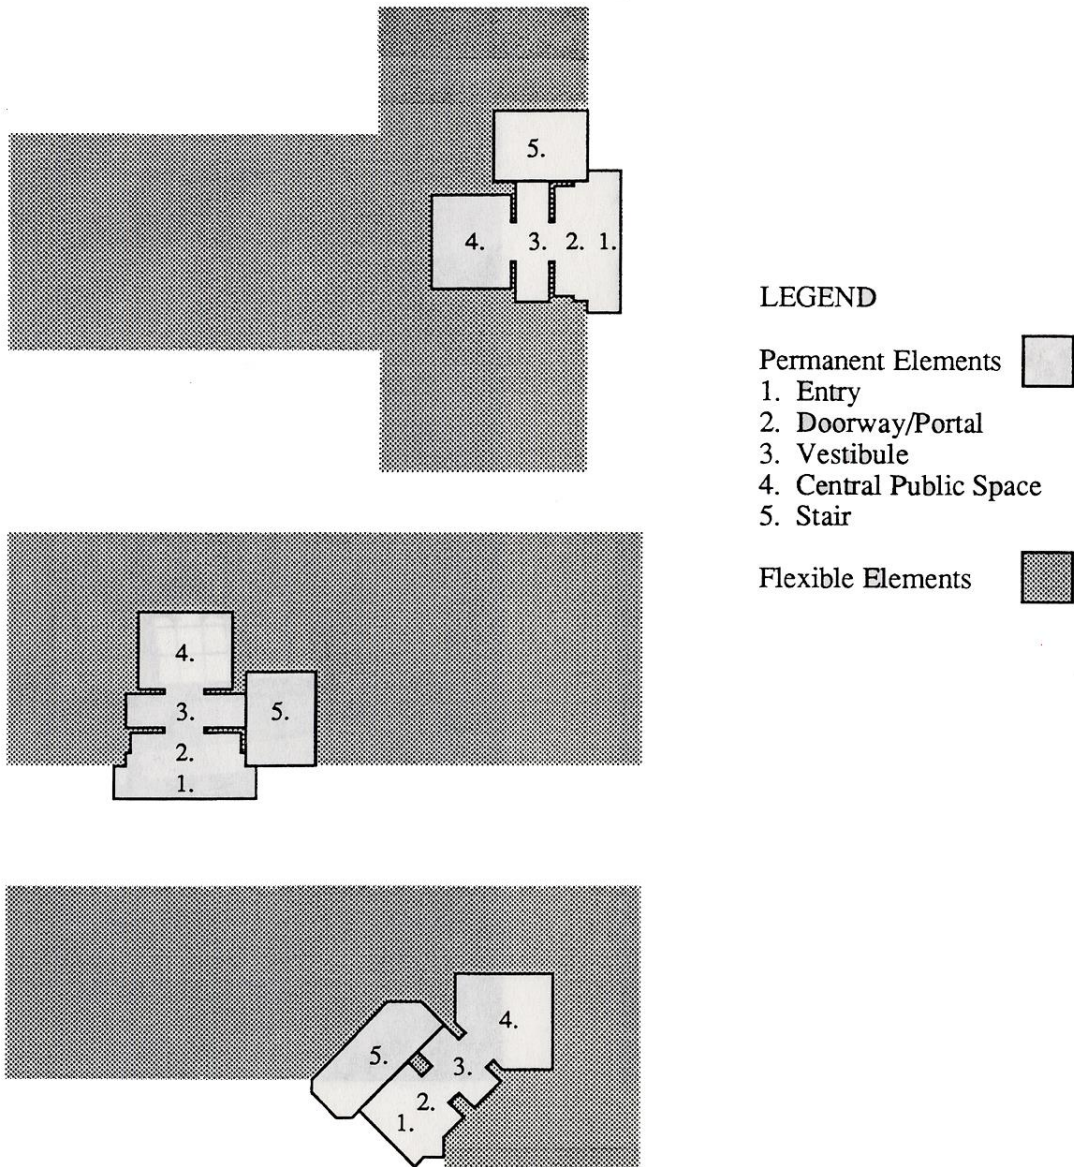 5.
4. 3. 2. 1.
LEGEND
Permanent Elements
1. Entry
2. Doorway/Portal
3. Vestibule
4. Central Public Space
5. Stair
Flexible Elements
4.
3. 5.
2.
1.
4.
5. 3.
2.
1.